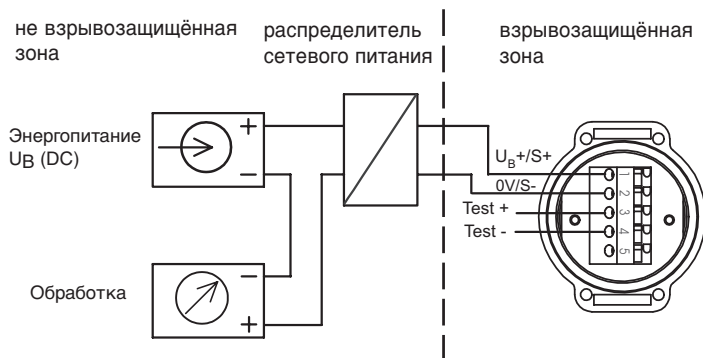 не взрывозащищённая
зона
распределитель
сетевого питания
взрывозащищённая
зона
Энергопитание
UB (DC)
+
−
UB+/S+
0V/S-
Test +
Test -
1
2
3
4
5
Обработка
−
+